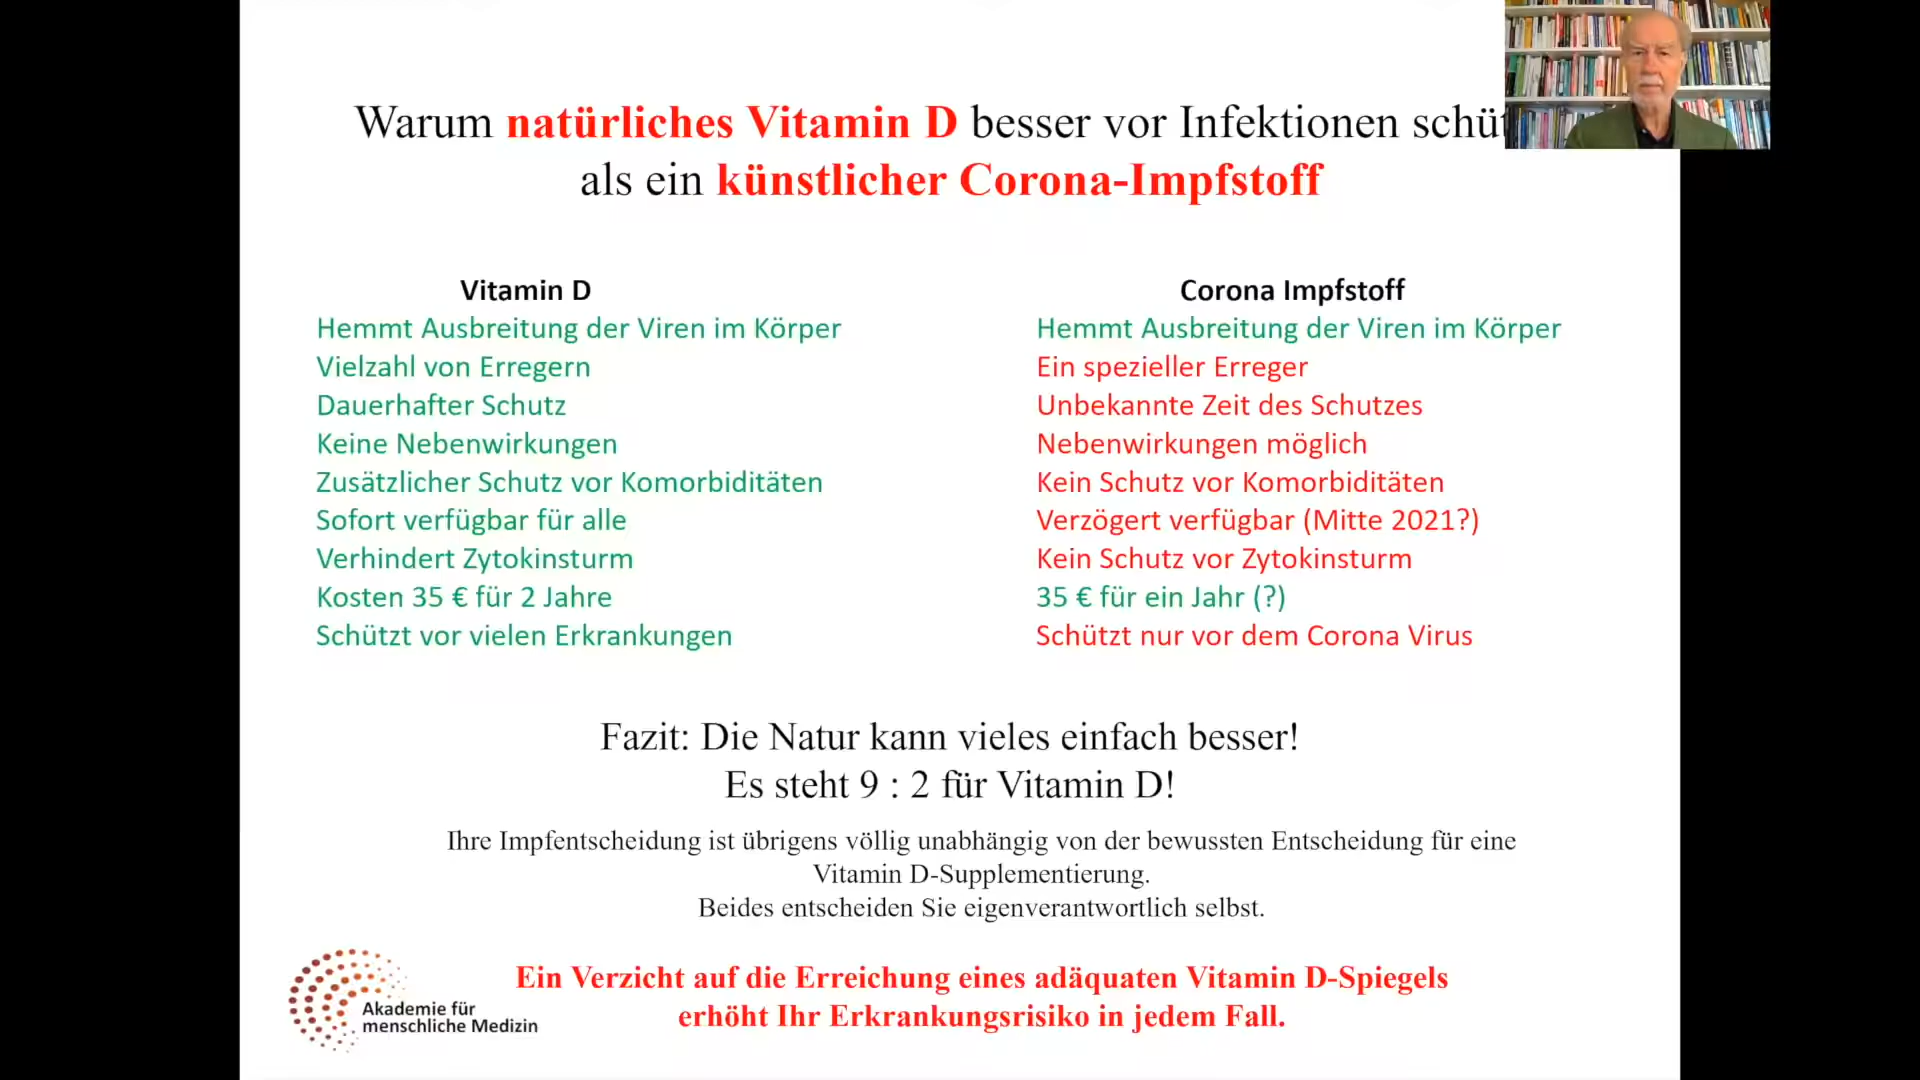 Warum natürliches Vitamin D besser vor Infektionen
als ein künstlicher Corona-Impfstoff
Vitamin D
Hemmt Ausbreitung der Viren im Körper
Vielzahl von Erregern
Dauerhafter Schutz
Keine Nebenwirkungen
Zusätzlicher Schutz vor Komorbiditäten
Sofort verfügbar für alle
Verhindert Zytokinsturm
Kosten 35 € für 2 Jahre
Schützt vor vielen Erkrankungen
Corona Impfstoff
Hemmt Ausbreitung der Viren im Körper
Ein spezieller Erreger
Unbekannte Zeit des Schutzes
Nebenwirkungen möglich
Kein Schutz vor Komorbiditäten
Verzögert verfügbar (Mitte 2021?)
Kein Schutz vor Zytokinsturm
35 € für ein Jahr (?)
Schützt nur vor dem Corona Virus
Fazit: Die Natur kann vieles einfach besser!
Es steht 9 : 2 für Vitamin D!
Ihre Impfentscheidung ist übrigens völlig unabhängig von der bewussten Entscheidung für eine
Vitamin D-Supplementierung.
Beides entscheiden Sie eigenverantwortlich selbst.
Ein Verzicht auf die Erreichung eines adäquaten Vitamin D-Spiegels
erhöht Ihr Erkrankungsrisiko in jedem Fall.
Akademie für
menschliche Medizin